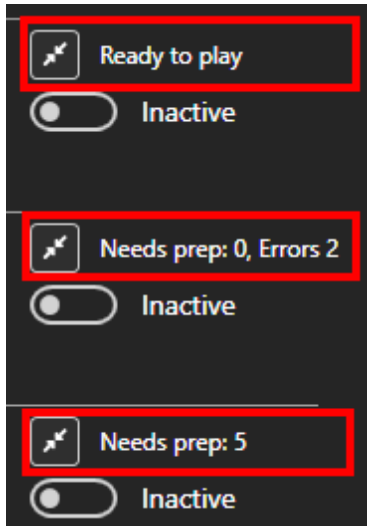 Ready to play
Inactive
Needs prep: 0, Errors 2
Inactive
Needs prep: 5
Inactive